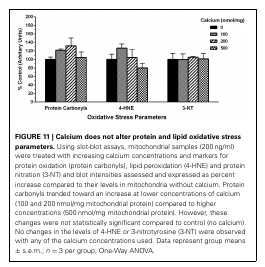 Calcium (nmol/mg)
0
100
200
500
200
180
160
140
120
100
80
60
40
20
0
% Control (Arbitrary Units)
Protein Carbonyls 4-HNE 3-NT
Oxidative Stress Parameters
FIGURE 11 | Calcium does not alter protein and lipid oxidative stress
parameters. Using slot-blot assays, mitochondrial samples (200 ng/ml)
were treated with increasing calcium concentrations and markers for
protein oxidation (protein carbonyls), lipid peroxidation (4-HNE) and protein
nitration (3-NT) and blot intensities assessed and expressed as percent
increase compared to their levels in mitochondria without calcium. Protein
carbonyls trended toward an increase at lower concentrations of calcium
(100 and 200 nmol/mg mitochondrial protein) compared to higher
concentrations (500 nmol/mg mitochondrial protein). However, these
changes were not statistically significant compared to control (no calcium).
No changes in the levels of 4-HNE or 3-nitrotyrosine (3-NT) were observed
with any of the calcium concentrations used. Data represent group means
± s.e.m.; n = 3 per group; One-Way ANOVA.